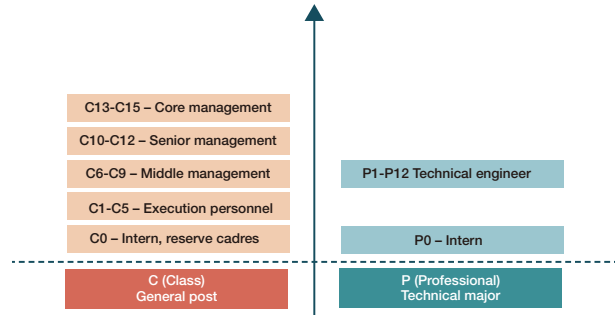 C13-C15 – Core management
C10-C12 – Senior management
C6-C9 – Middle management
C1-C5 – Execution personnel
C0 – Intern, reserve cadres
C (Class)
General post
P1-P12 Technical engineer
P0 – Intern
P (Professional)
Technical major